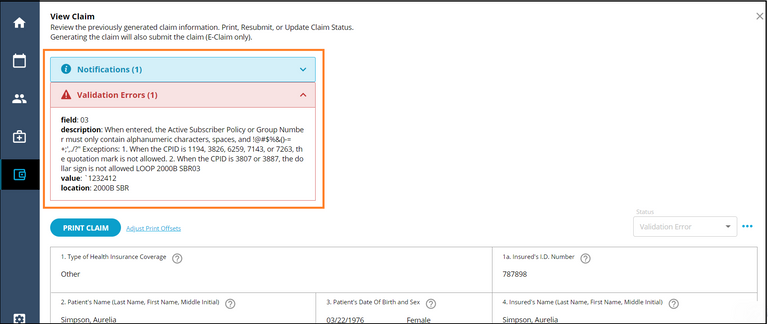 View Claim
Review the previously generated claim information. Print, Resubmit, or Update Claim Status.
Generating the claim will also submit the claim (E-Claim only).
Notifications (1)
Validation Errors (1)
field: 03
description: When entered, the Active Subscriber Policy or Group Numbe
r must only contain alphanumeric characters, spaces, and !@#$%&()-=
+;',./?" Exceptions: 1. When the CPID is 1194, 3826, 6259, 7143, or 7263, th
e quotation mark is not allowed. 2. When the CPID is 3807 or 3887, the do
llar sign is not allowed LOOP 2000B SBR03
value: `1232412
location: 2000B SBR
Status
PRINT CLAIM Adjust Print Offsets Validation Error
1. Type of Health Insurance Coverage 1a. Insured's I.D. Number
Other 787898
2. Patient's Name (Last Name, First Name, Middle Initial) 3. Patient's Date Of Birth and Sex 4. Insured's Name (Last Name, First Name, Middle Initial)
Simpson, Aurelia 03/22/1976 Female Simpson, Aurelia